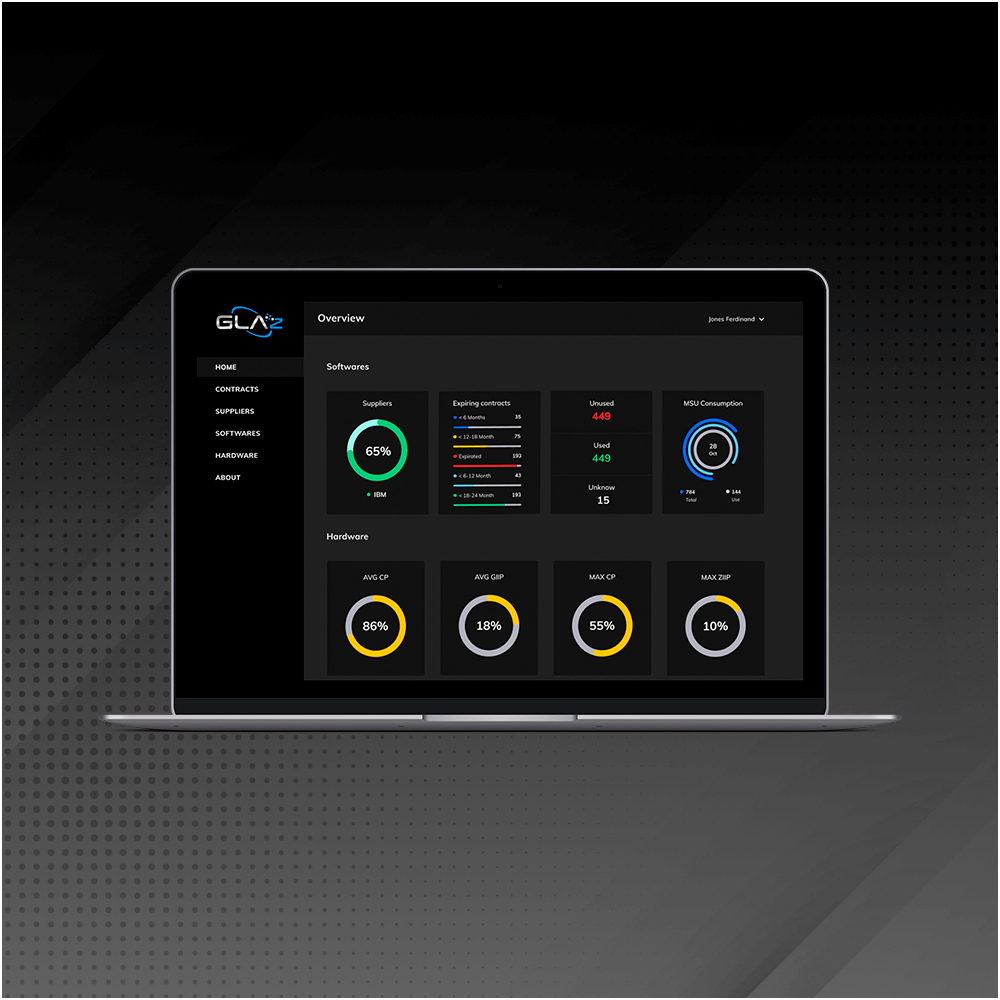 GLAz
HOME
CONTRACTS
SUPPLIERS
SOFTWARES
HARDWARE
ABOUT
Overview
Jones Ferdinand
Softwares
Suppliers
65%
IBM
Expiring contracts
< 6 Months 35
< 12-18 Month 75
Expirated 193
< 6-12 Month 43
< 18-24 Month 193
Unused
449
Used
449
Unknow
15
MSU Consumption
28
Oct
784
Total
144
Use
Hardware
AVG CP
86%
AVG GIIP
18%
MAX CP
55%
MAX ZIIP
10%